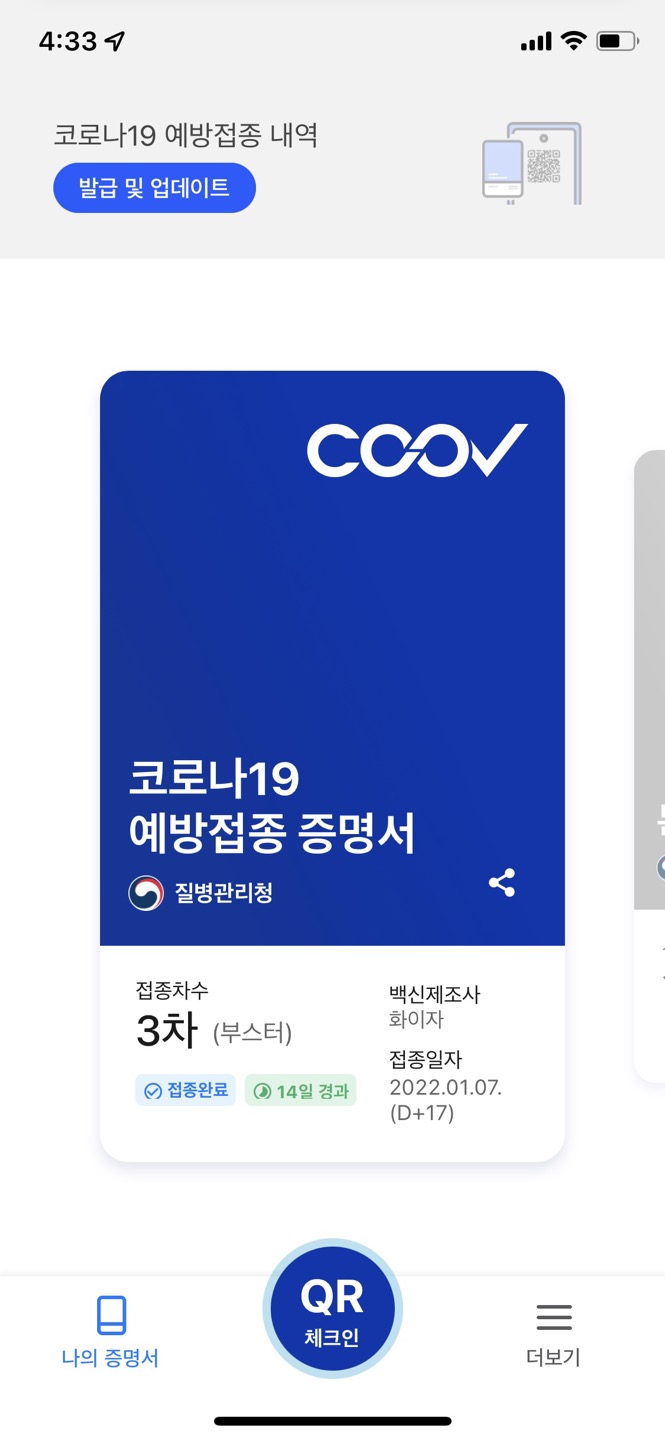 4:33
코로나19 예방접종 내역
발급 및 업데이트
COOV
코로나19
예방접종 증명서
질병관리청
접종차수
3차 (부스터)
접종완료
14일 경과
백신제조사
화이자
접종일자
2022.01.07.
(D+17)
나의 증명서
QR
체크인
더보기